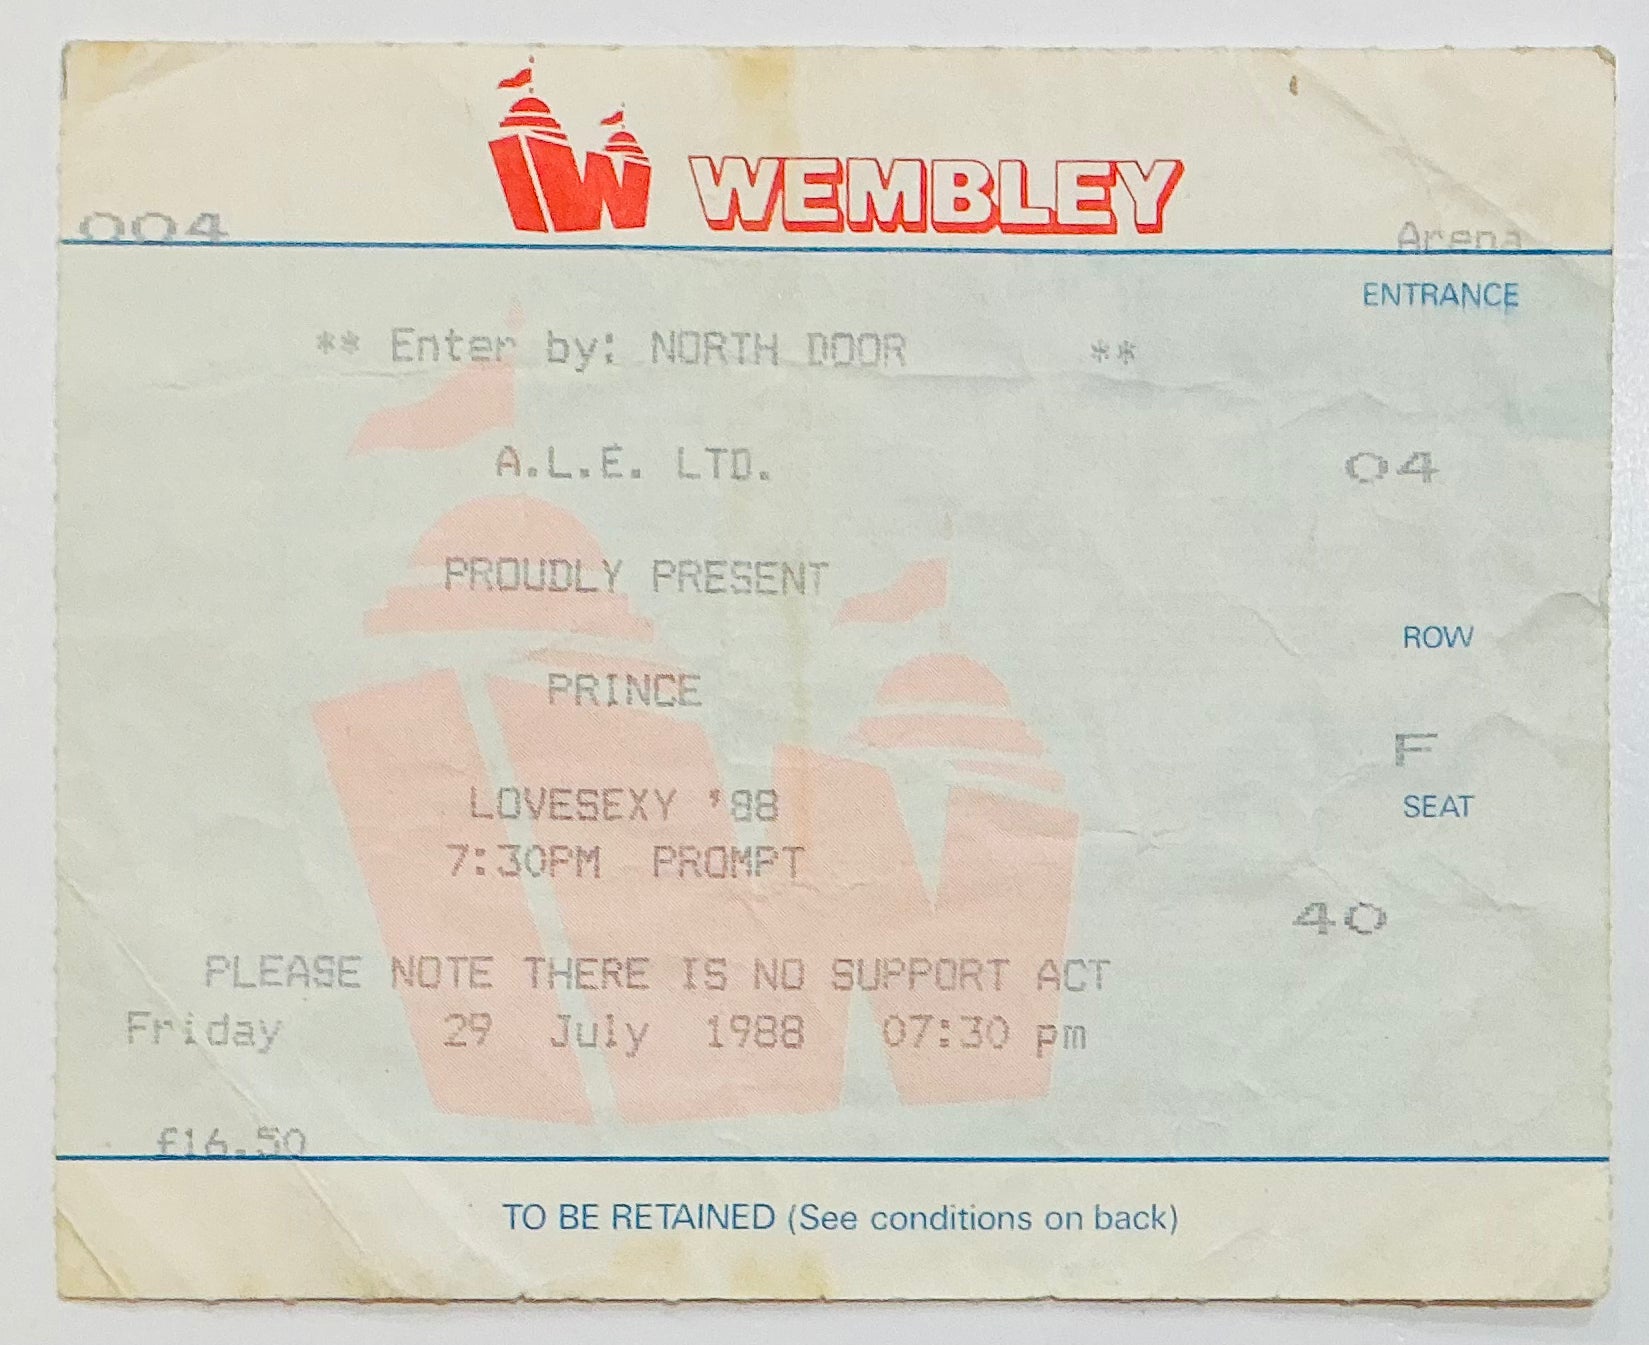 WEMBLEY
004
Arena
ENTRANCE
** Enter by: NORTH DOOR **
A.L.E. LTD.
04
PROUDLY PRESENT
ROW
PRINCE
F
LOVESEXY '88
SEAT
7:30PM PROMPT
40
PLEASE NOTE THERE IS NO SUPPORT ACT
Friday 29 July 1988 07:30 pm
£16.50
TO BE RETAINED (See conditions on back)